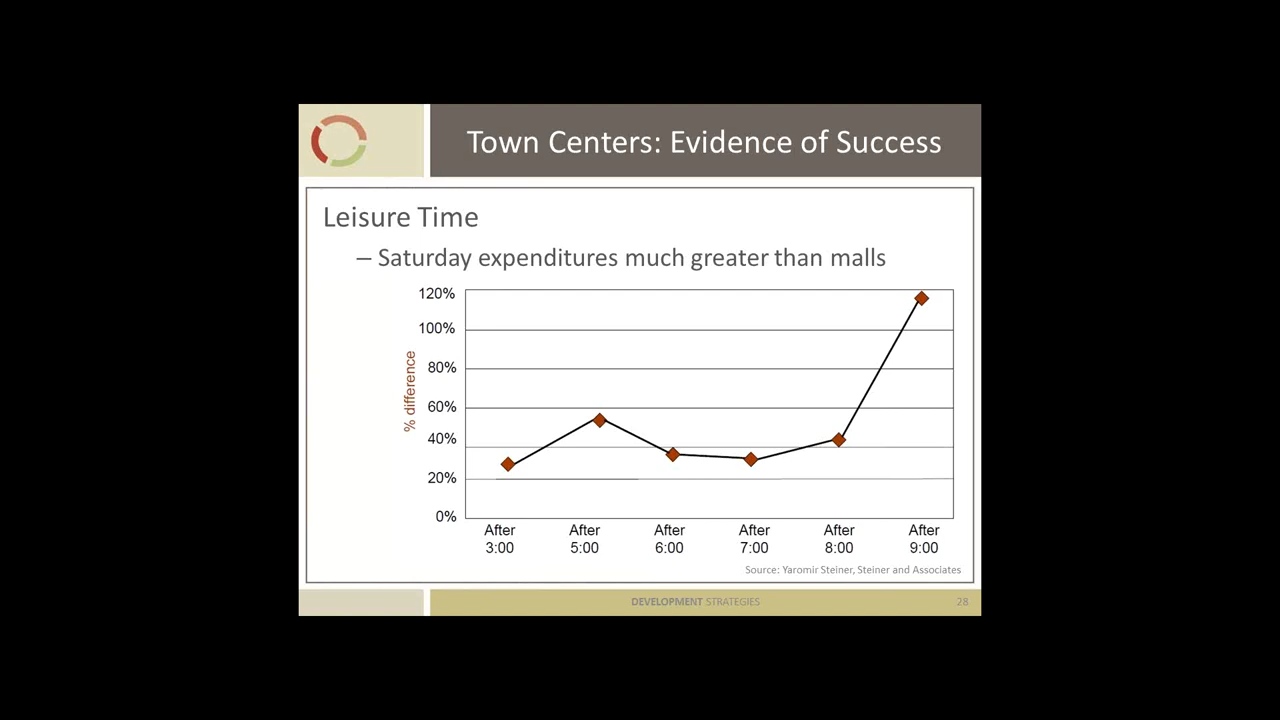 Town Centers: Evidence of Success
Leisure Time
– Saturday expenditures much greater than malls
120%
100%
80%
60%
40%
20%
0%
% difference
After 3:00
After 5:00
After 6:00
After 7:00
After 8:00
After 9:00
Source: Yaromir Steiner, Steiner and Associates
DEVELOPMENT STRATEGIES
28